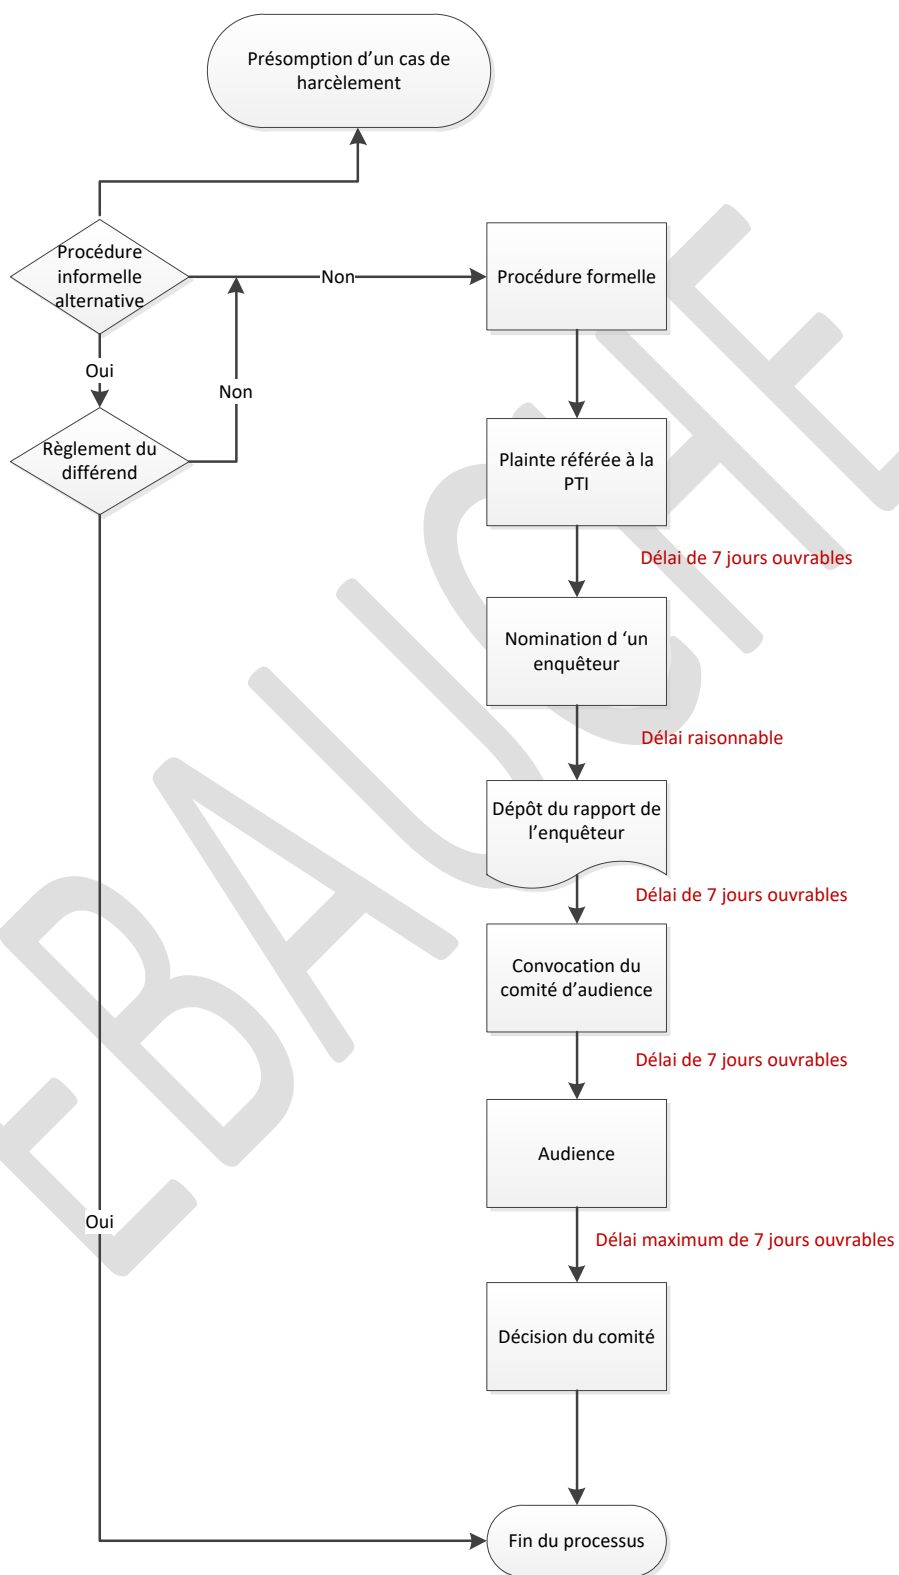 Présomption d’un cas de
harcèlement
Procédure
informelle
alternative
Non
Procédure formelle
Oui
Non
Règlement du
différend
Plainte référée à la
PTI
Délai de 7 jours ouvrables
Nomination d ‘un
enquêteur
Délai raisonnable
Dépôt du rapport de
l’enquêteur
Délai de 7 jours ouvrables
Convocation du
comité d’audience
Délai de 7 jours ouvrables
Audience
Oui
Délai maximum de 7 jours ouvrables
Décision du comité
Fin du processus
EBAUCHE